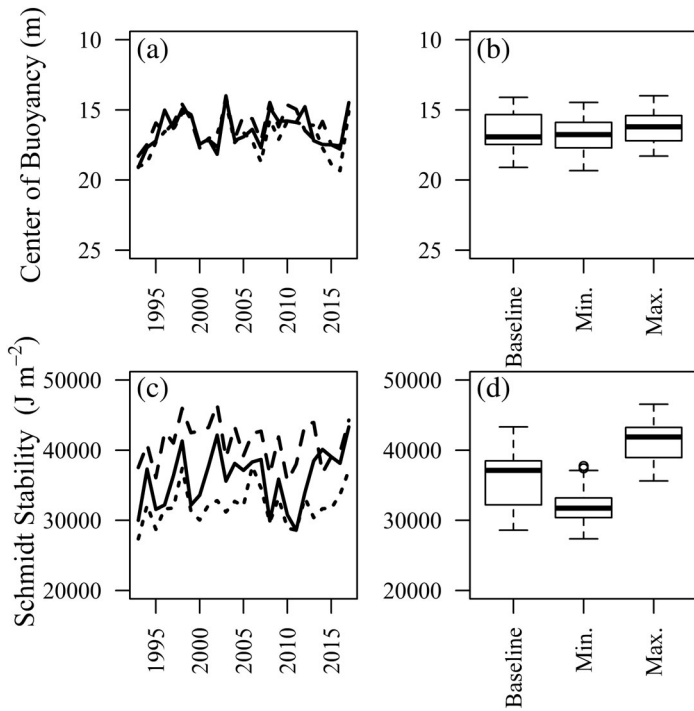 Center of Buoyancy (m)
10
15
20
25
(a)
1995
2000
2005
2010
2015
10
15
20
25
(b)
Baseline
Min.
Max.
Schmidt Stability (J m⁻²)
50000
40000
30000
20000
(c)
1995
2000
2005
2010
2015
50000
40000
30000
20000
(d)
Baseline
Min.
Max.